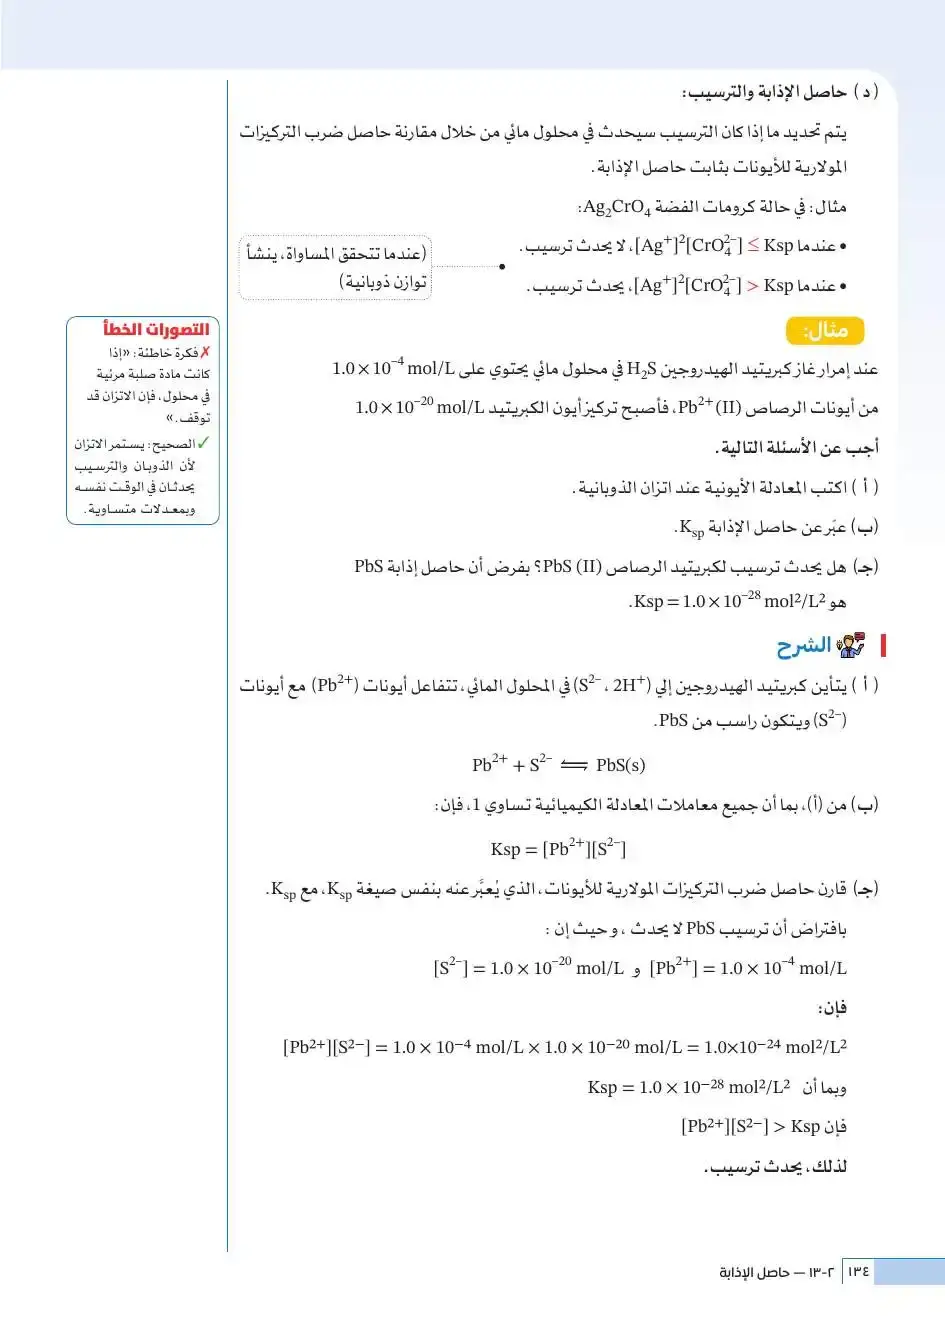 (د) حاصل الإذابة والترسيب:
يتم تحديد ما إذا كان الترسيب سيحدث في محلول مائي من خلال مقارنة حاصل ضرب التركيزات
المولارية للأيونات بثابت حاصل الإذابة.
مثال: في حالة كرومات الفضة Ag₂CrO₄:
• عندما [Ag⁺]²[CrO₄²⁻] ≤ Ksp، لا يحدث ترسيب.
• عندما [Ag⁺]²[CrO₄²⁻] > Ksp، يحدث ترسيب.
(عندما تتحقق المساواة، ينشأ
توازن ذوبانية)
مثال:
عند إمرار غاز كبريتيد الهيدروجين H₂S في محلول مائي يحتوي على 1.0 × 10⁻⁴ mol/L
من أيونات الرصاص (II) Pb²⁺، فأصبح تركيز أيون الكبريتيد 1.0 × 10⁻²⁰ mol/L
أجب عن الأسئلة التالية.
(أ) اكتب المعادلة الأيونية عند اتزان الذوبانية.
(ب) عبّر عن حاصل الإذابة Ksp.
(جـ) هل يحدث ترسيب لكبريتيد الرصاص PbS (II)؟ بفرض أن حاصل إذابة PbS
هو Ksp = 1.0 × 10⁻²⁸ mol²/L².
التصورات الخطأ
✗ فكرة خاطئة: «إذا
كانت مادة صلبة مرئية
في محلول، فإن الاتزان قد
توقف.»
✓ الصحيح: يستمر الاتزان
لأن الذوبان والترسيب
يحدثان في الوقت نفسه
وبمعدلات متساوية.
الشرح
(أ) يتأين كبريتيد الهيدروجين إلي (S²⁻ ، 2H⁺) في المحلول المائي، تتفاعل أيونات (Pb²⁺) مع أيونات
(S²⁻) ويتكون راسب من PbS.
Pb²⁺ + S²⁻ ⇌ PbS(s)
(ب) من (أ)، بما أن جميع معاملات المعادلة الكيميائية تساوي 1، فإن:
Ksp = [Pb²⁺][S²⁻]
(جـ) قارن حاصل ضرب التركيزات المولارية للأيونات، الذي يُعبَّر عنه بنفس صيغة Ksp، مع Ksp.
بافتراض أن ترسيب PbS لا يحدث ، و حيث إن :
[Pb²⁺] = 1.0 × 10⁻⁴ mol/L و [S²⁻] = 1.0 × 10⁻²⁰ mol/L
فإن:
[Pb²⁺][S²⁻] = 1.0 × 10⁻⁴ mol/L × 1.0 × 10⁻²⁰ mol/L = 1.0×10⁻²⁴ mol²/L²
وبما أن Ksp = 1.0 × 10⁻²⁸ mol²/L²
فإن [Pb²⁺][S²⁻] > Ksp
لذلك، يحدث ترسيب.
١٣٤ ٢-١٣ — حاصل الإذابة